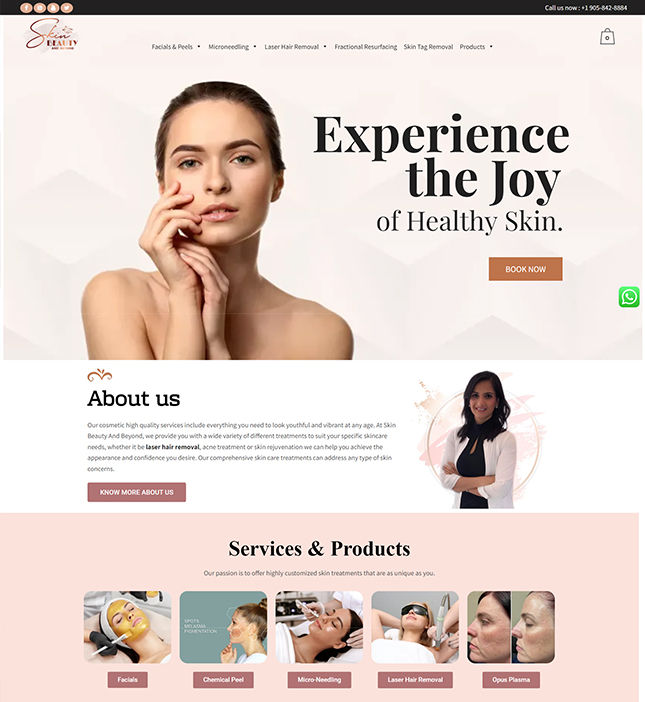 Call us now : +1 905-842-8884
Skin
BEAUTY
AND BEYOND
Facials & Peels
Microneedling
Laser Hair Removal
Fractional Resurfacing
Skin Tag Removal
Products
0
Experience
the Joy
of Healthy Skin.
BOOK NOW
About us
Our cosmetic high quality services include everything you need to look youthful and vibrant at any age. At Skin
Beauty And Beyond, we provide you with a wide variety of different treatments to suit your specific skincare
needs, whether it be laser hair removal, acne treatment or skin rejuvenation we can help you achieve the
appearance and confidence you desire. Our comprehensive skin care treatments can address any type of skin
concerns.
KNOW MORE ABOUT US
Services & Products
Our passion is to offer highly customized skin treatments that are as unique as you.
SPOTS
MELASMA
PIGMENTATION
Facials
Chemical Peel
Micro-Needling
Laser Hair Removal
Opus Plasma